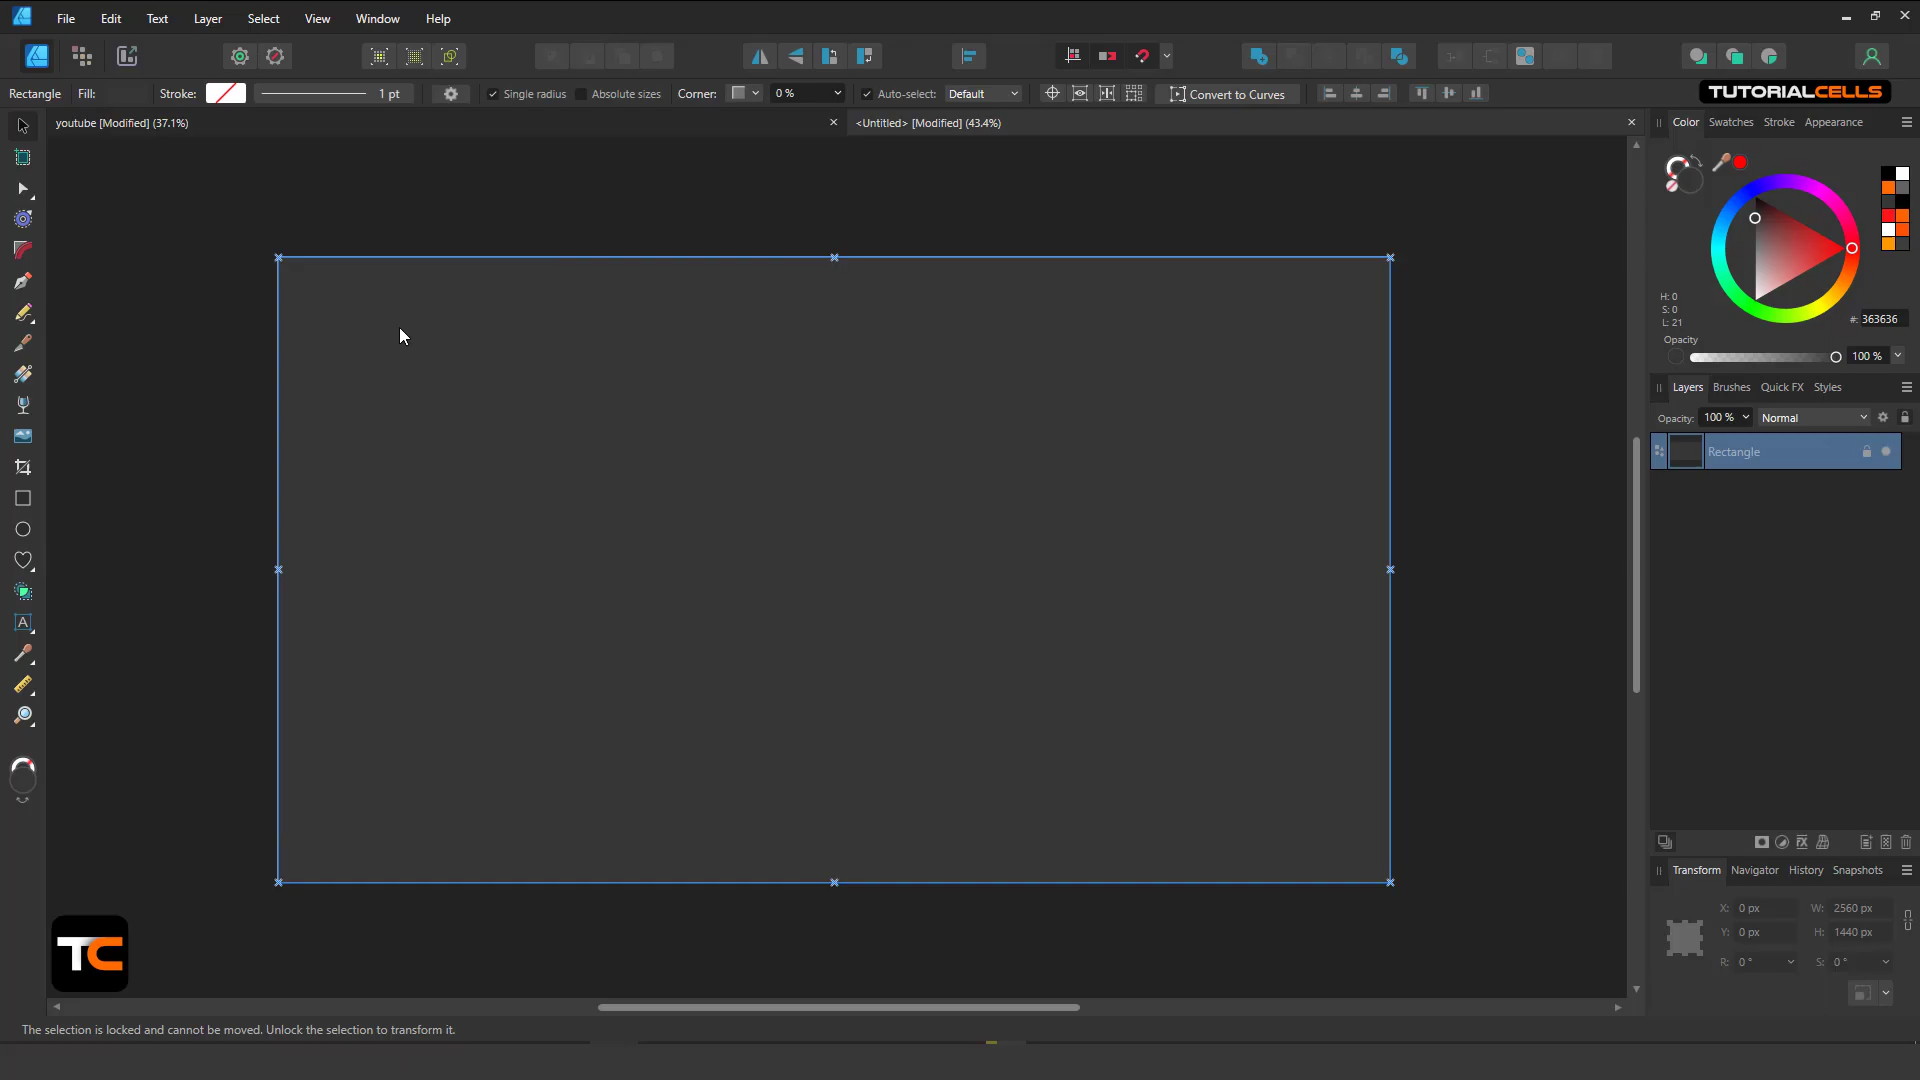 File Edit Text Layer Select View Window Help
Rectangle Fill: Stroke: 1 pt Single radius Absolute sizes Corner: 0 % Auto-select: Default Convert to Curves TUTORIALCELLS
youtube [Modified] (37.1%) <Untitled> [Modified] (43.4%)
Color Swatches Stroke Appearance
H: 0
S: 0
L: 21
#: 363636
Opacity
100 %
Layers Brushes Quick FX Styles
Opacity: 100 % Normal
Rectangle
Transform Navigator History Snapshots
X: 0 px W: 2560 px
Y: 0 px H: 1440 px
R: 0 ° S: 0 °
TC
The selection is locked and cannot be moved. Unlock the selection to transform it.